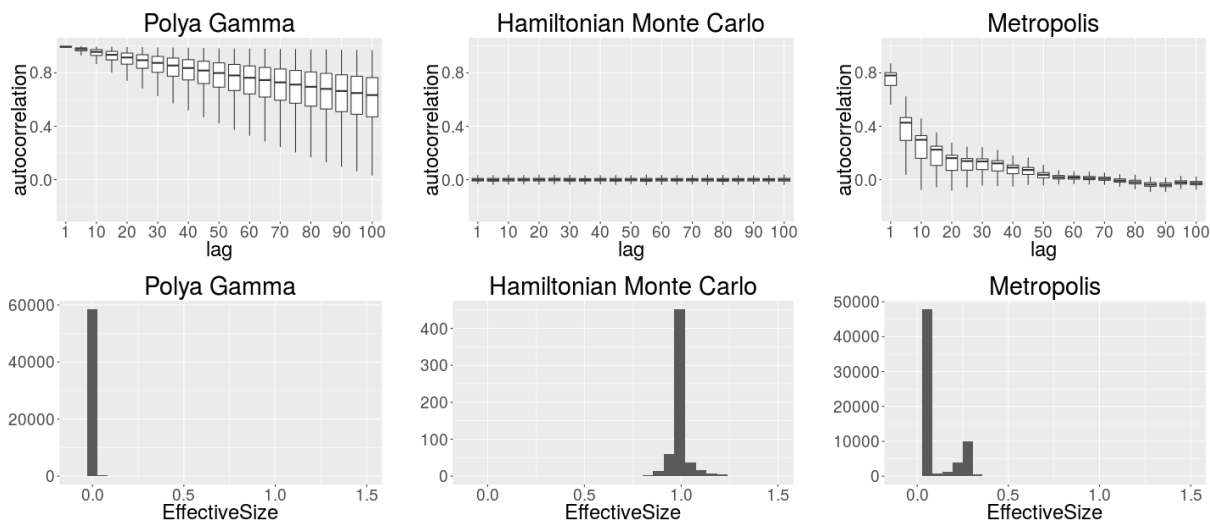 Polya Gamma
Hamiltonian Monte Carlo
Metropolis
autocorrelation
0.8
0.4
0.0
1 10 20 30 40 50 60 70 80 90 100
lag
autocorrelation
0.8
0.4
0.0
1 10 20 30 40 50 60 70 80 90 100
lag
autocorrelation
0.8
0.4
0.0
1 10 20 30 40 50 60 70 80 90 100
lag
Polya Gamma
Hamiltonian Monte Carlo
Metropolis
60000
40000
20000
0
0.0 0.5 1.0 1.5
EffectiveSize
400
300
200
100
0
0.0 0.5 1.0 1.5
EffectiveSize
50000
40000
30000
20000
10000
0
0.0 0.5 1.0 1.5
EffectiveSize